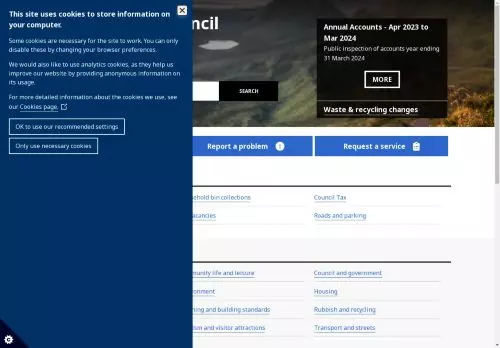 This site uses cookies to store information on
your computer.
Some cookies are necessary for the site to work. You can only
disable these by changing your browser preferences.
We would also like to use analytics cookies, as they help us
improve our website by providing anonymous information on
its usage.
For more detailed information about the cookies we use, see
our Cookies page.
OK to use our recommended settings
Only use necessary cookies
ncil
SEARCH
Annual Accounts - Apr 2023 to
Mar 2024
Public inspection of accounts year ending
31 March 2024
MORE
Waste & recycling changes
Report a problem
Request a service
sehold bin collections
Council Tax
acancies
Roads and parking
munity life and leisure
Council and government
onment
Housing
ning and building standards
Rubbish and recycling
ism and visitor attractions
Transport and streets